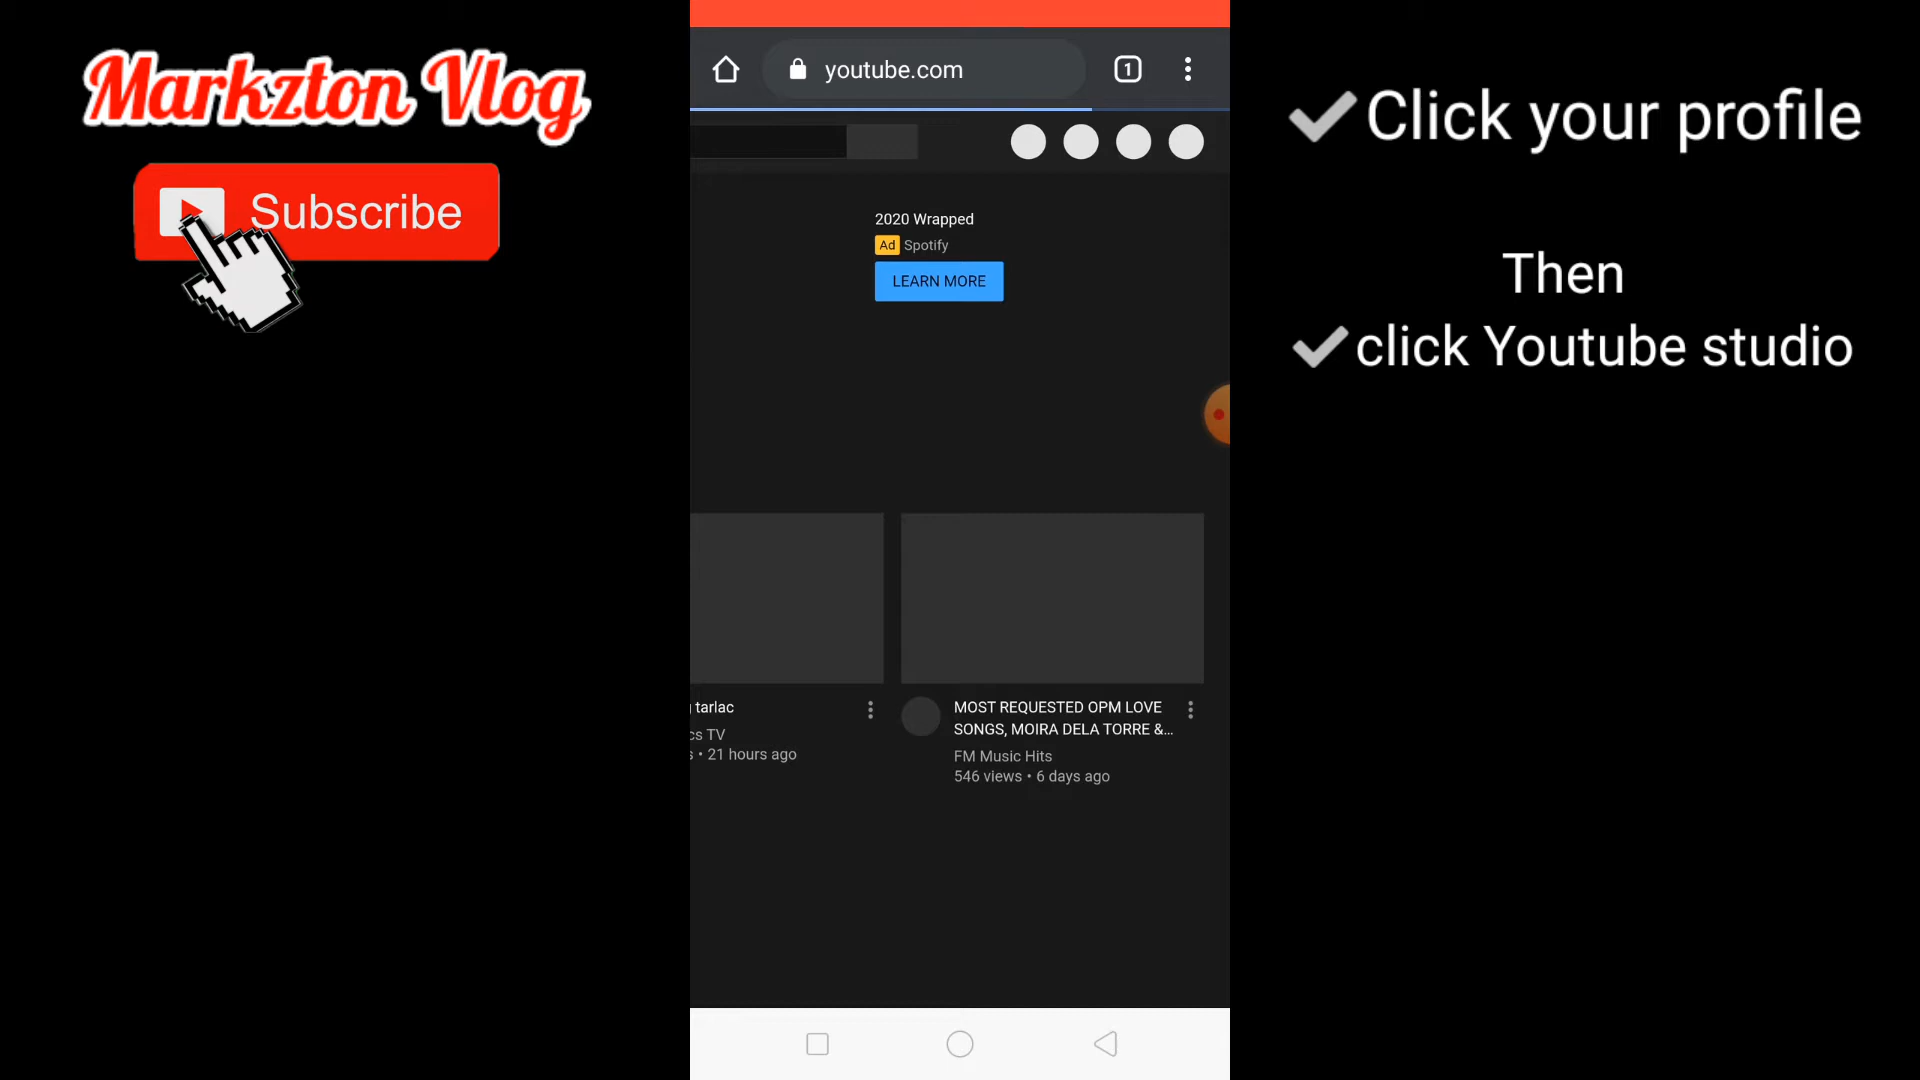 Markzton Vlog
Subscribe
youtube.com
1
2020 Wrapped
Ad Spotify
LEARN MORE
tarlac
cs TV
s • 21 hours ago
MOST REQUESTED OPM LOVE
SONGS, MOIRA DELA TORRE &...
FM Music Hits
546 views • 6 days ago
Click your profile
Then
click Youtube studio